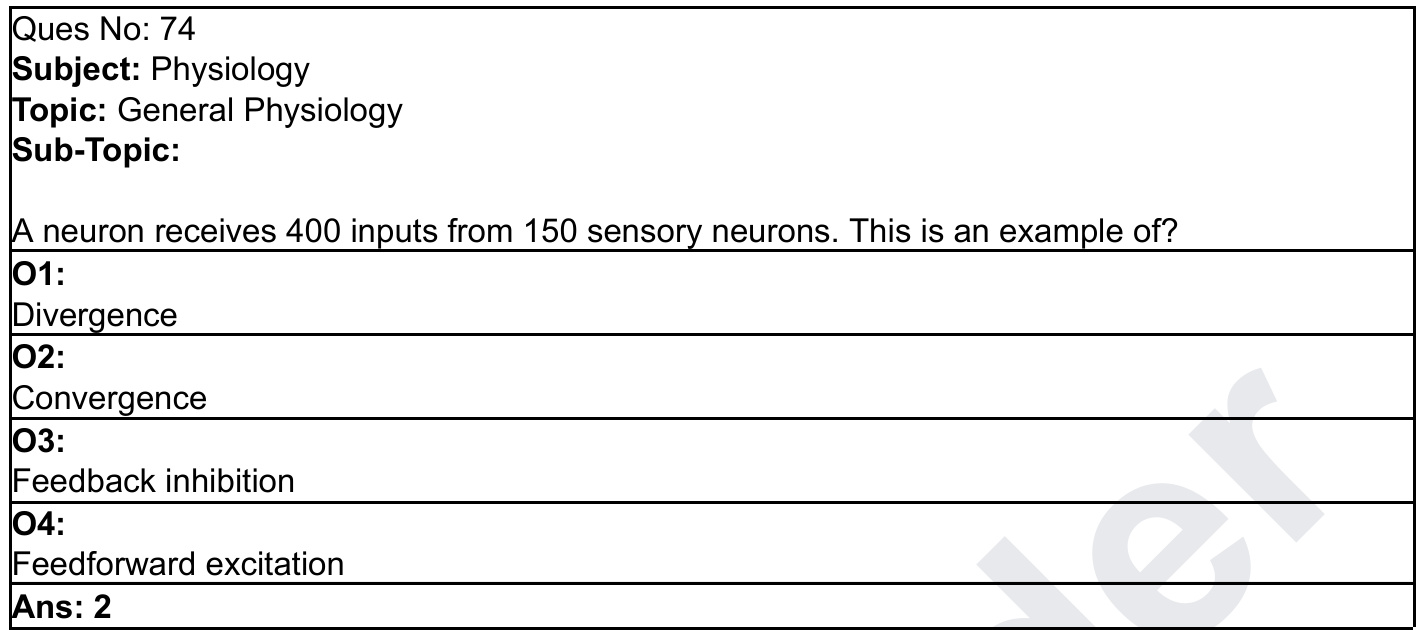 Ques No: 74
Subject: Physiology
Topic: General Physiology
Sub-Topic:
A neuron receives 400 inputs from 150 sensory neurons. This is an example of?
O1:
Divergence
O2:
Convergence
O3:
Feedback inhibition
O4:
Feedforward excitation
Ans: 2